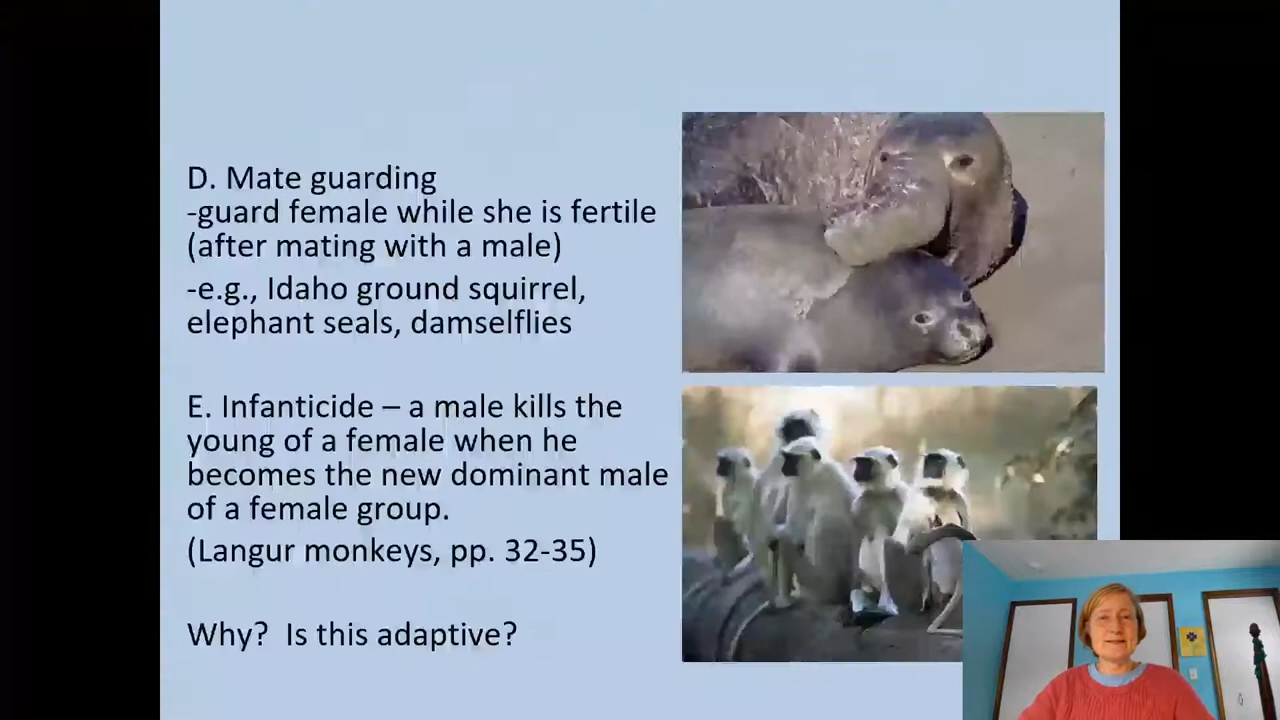 D. Mate guarding
-guard female while she is fertile
(after mating with a male)
-e.g., Idaho ground squirrel,
elephant seals, damselflies
E. Infanticide – a male kills the
young of a female when he
becomes the new dominant male
of a female group.
(Langur monkeys, pp. 32-35)
Why?  Is this adaptive?